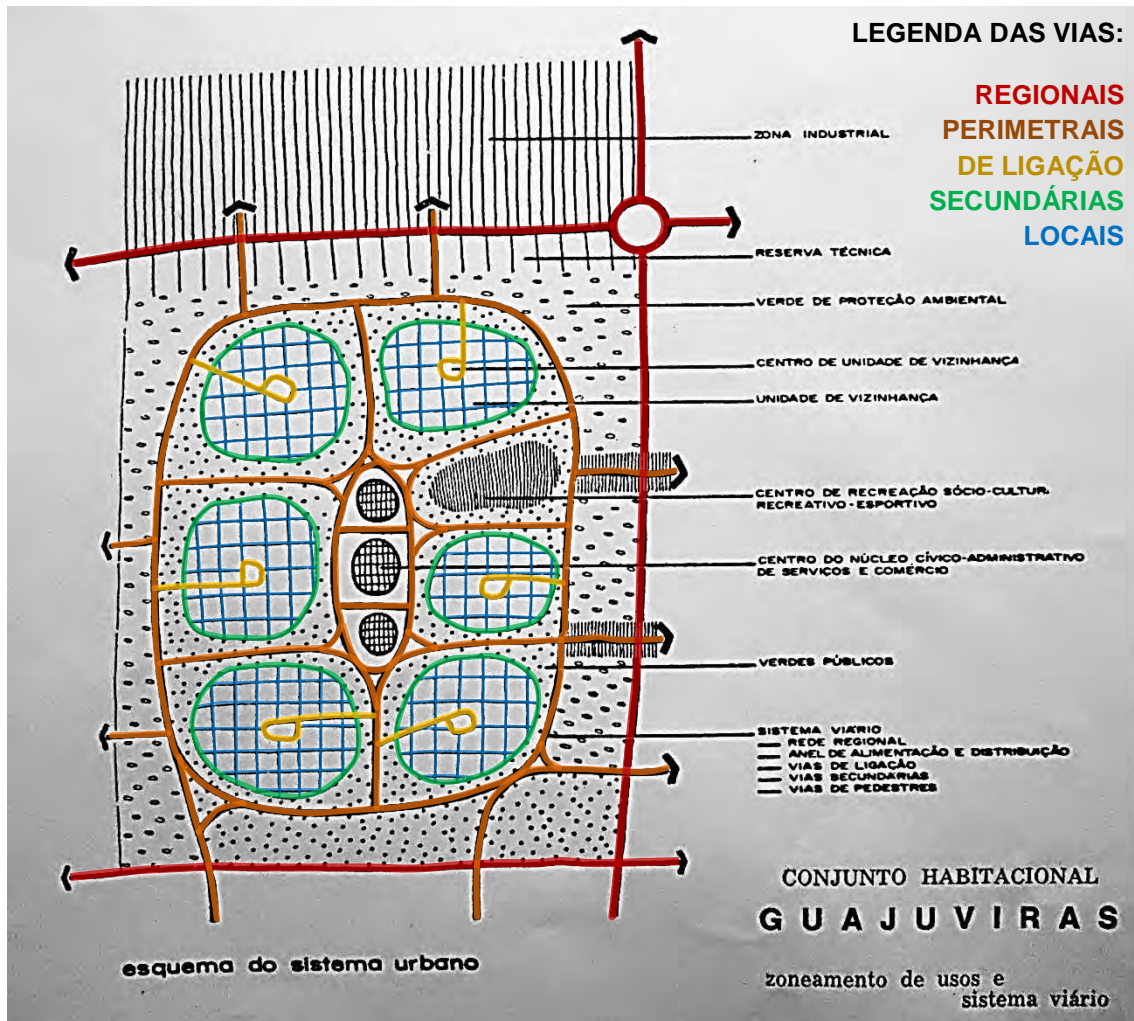 LEGENDA DAS VIAS:
REGIONAIS
PERIMETRAIS
DE LIGAÇÃO
SECUNDÁRIAS
LOCAIS
ZONA INDUSTRIAL
RESERVA TÉCNICA
VERDE DE PROTEÇÃO AMBIENTAL
CENTRO DE UNIDADE DE VIZINHANÇA
UNIDADE DE VIZINHANÇA
CENTRO DE RECREAÇÃO SÓCIO-CULTUR.
RECREATIVO-ESPORTIVO
CENTRO DO NÚCLEO CÍVICO-ADMINISTRATIVO
DE SERVIÇOS E COMÉRCIO
VERDES PÚBLICOS
SISTEMA VIÁRIO
REDE REGIONAL
ANEL DE ALIMENTAÇÃO E DISTRIBUIÇÃO
VIAS DE LIGAÇÃO
VIAS SECUNDÁRIAS
VIAS DE PEDESTRES
CONJUNTO HABITACIONAL
GUAJUVIRAS
esquema do sistema urbano
zoneamento de usos e
sistema viário